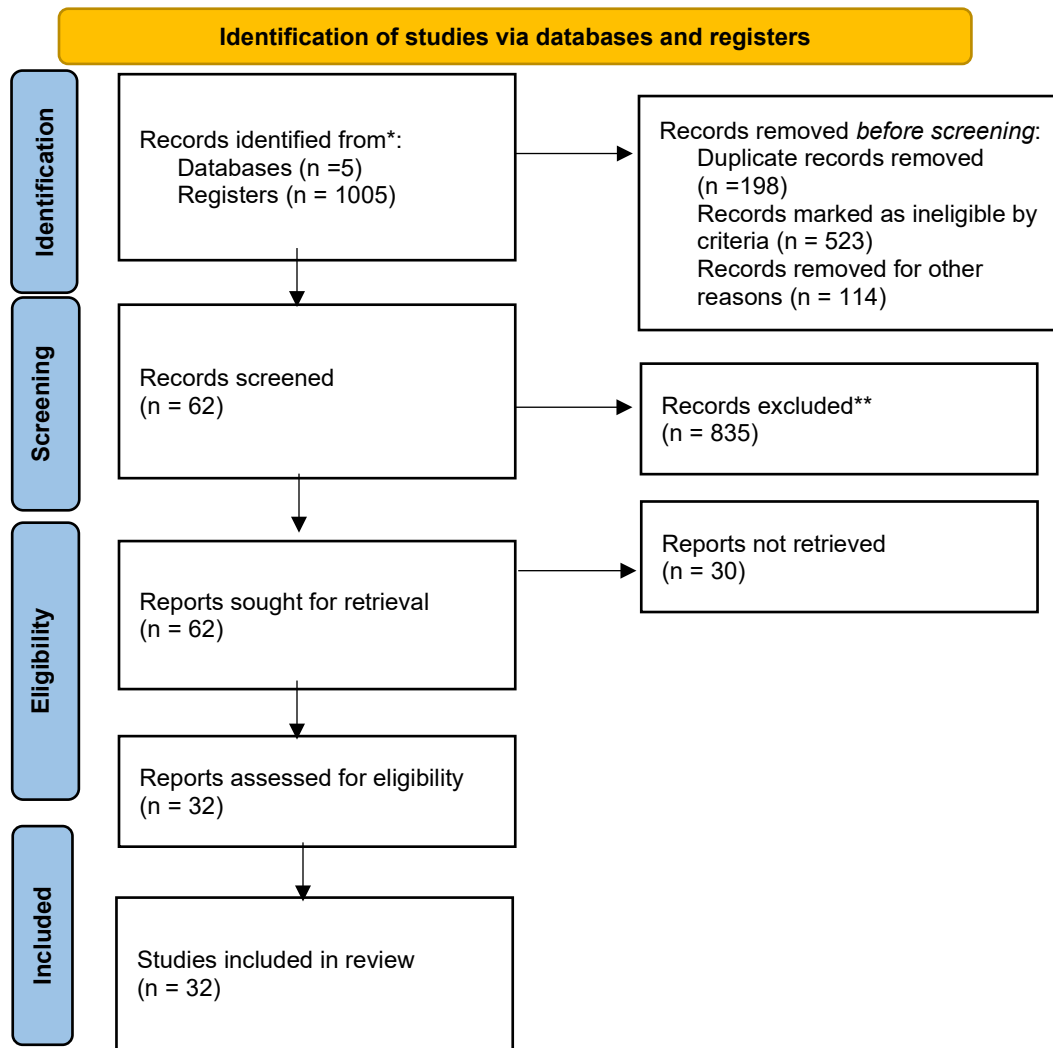 Identification of studies via databases and registers
Identification
Records identified from*:
Databases (n =5)
Registers (n = 1005)
Records removed before screening:
Duplicate records removed
(n =198)
Records marked as ineligible by
criteria (n = 523)
Records removed for other
reasons (n = 114)
Screening
Records screened
(n = 62)
Records excluded**
(n = 835)
Eligibility
Reports sought for retrieval
(n = 62)
Reports not retrieved
(n = 30)
Reports assessed for eligibility
(n = 32)
Included
Studies included in review
(n = 32)